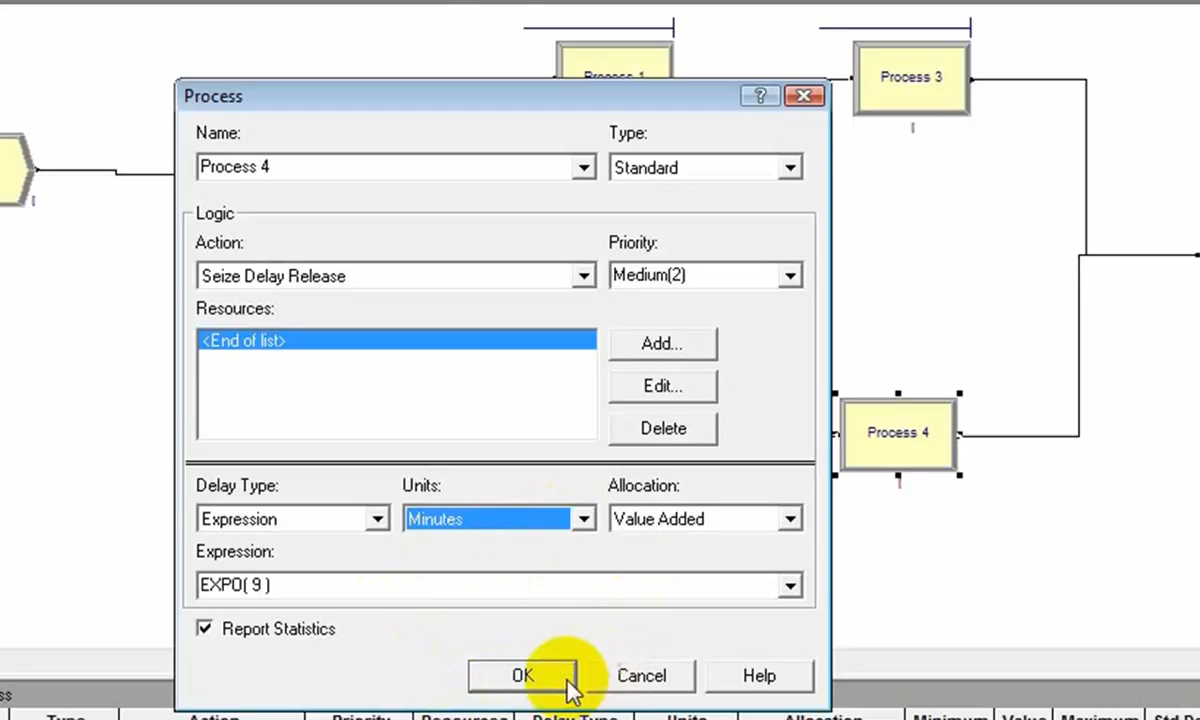 Process 1
Process 3
Process
Name:
Type:
Process 4
Standard
Logic
Action:
Priority:
Seize Delay Release
Medium(2)
Resources:
<End of list>
Add...
Edit...
Delete
Process 4
Delay Type:
Units:
Allocation:
Expression
Minutes
Value Added
Expression:
EXPO( 9 )
Report Statistics
OK
Cancel
Help
ss
Type Action Priority Resources Delay Type Units Allocation Minimum Value Maximum Std D